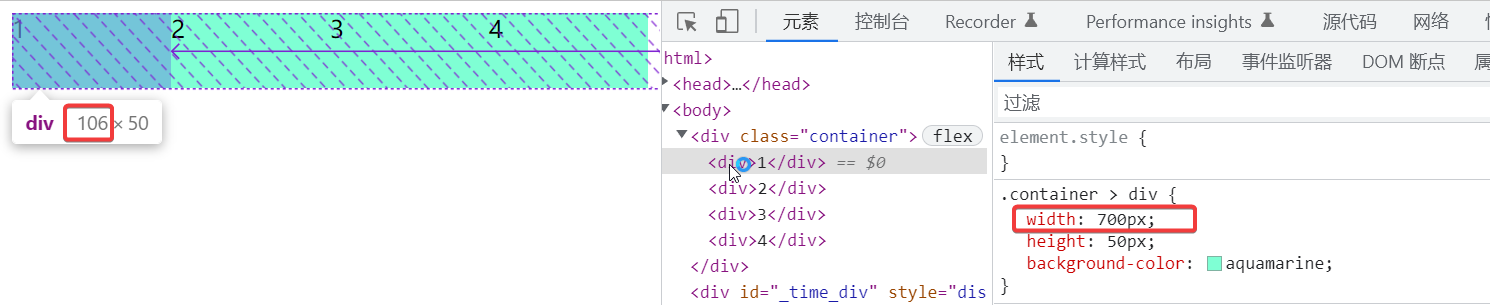 1 2 3 4
div 106 × 50
元素 控制台 Recorder Performance insights 源代码 网络
html>
<head>…</head>
<body>
<div class="container"> flex
<div>1</div> == $0
<div>2</div>
<div>3</div>
<div>4</div>
</div>
<div id="_time_div" style="dis
样式 计算样式 布局 事件监听器 DOM 断点
过滤
element.style {
}
.container > div {
width: 700px;
height: 50px;
background-color: aquamarine;
}